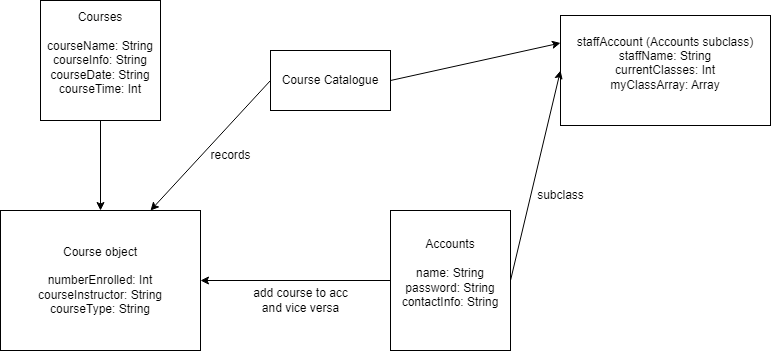 Courses
courseName: String
courseInfo: String
courseDate: String
courseTime: Int
Course Catalogue
staffAccount (Accounts subclass)
staffName: String
currentClasses: Int
myClassArray: Array
records
subclass
Course object
numberEnrolled: Int
courseInstructor: String
courseType: String
add course to acc
and vice versa
Accounts
name: String
password: String
contactInfo: String